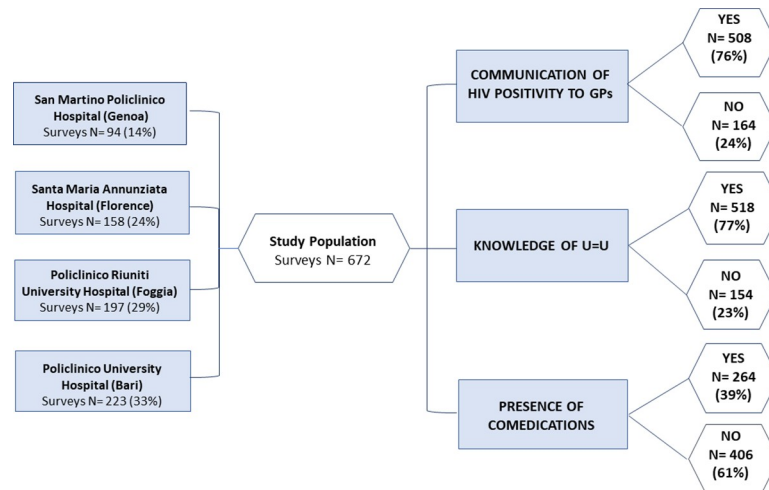 San Martino Policlinico
Hospital (Genoa)
Surveys N= 94 (14%)
Santa Maria Annunziata
Hospital (Florence)
Surveys N= 158 (24%)
Policlinico Riuniti
University Hospital (Foggia)
Surveys N= 197 (29%)
Policlinico University
Hospital (Bari)
Surveys N= 223 (33%)
Study Population
Surveys N= 672
COMMUNICATION OF
HIV POSITIVITY TO GPs
YES
N= 508
(76%)
NO
N= 164
(24%)
KNOWLEDGE OF U=U
YES
N= 518
(77%)
NO
N= 154
(23%)
PRESENCE OF
COMEDICATIONS
YES
N= 264
(39%)
NO
N= 406
(61%)